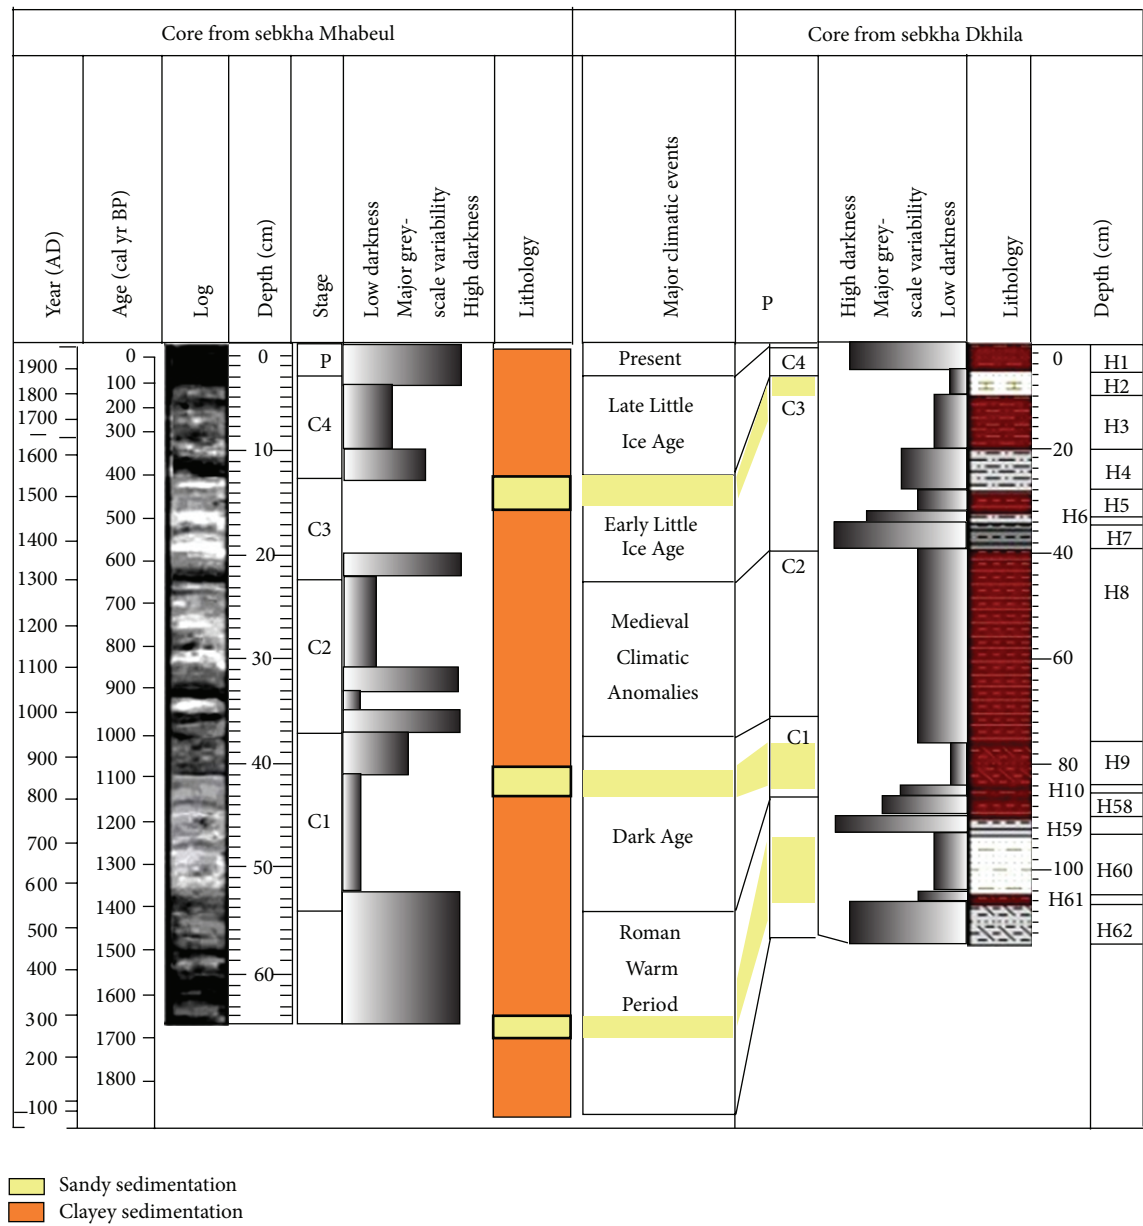 Core from sebkha Mhabeul
Core from sebkha Dkhila
Year (AD)
Age (cal yr BP)
Log
Depth (cm)
Stage
Low darkness
Major grey-
scale variability
High darkness
Lithology
Major climatic events
P
High darkness
Major grey-
scale variability
Low darkness
Lithology
Depth (cm)
1900
1800
1700
1600
1500
1400
1300
1200
1100
1000
900
800
700
600
500
400
300
200
100
0
100
200
300
400
500
600
700
800
900
1000
1100
1200
1300
1400
1500
1600
1700
1800
0
10
20
30
40
50
60
P
C4
C3
C2
C1
Present
Late Little
Ice Age
Early Little
Ice Age
Medieval
Climatic
Anomalies
Dark Age
Roman
Warm
Period
C4
C3
C2
C1
0
20
40
60
80
100
H1
H2
H3
H4
H5
H6
H7
H8
H9
H10
H58
H59
H60
H61
H62
Sandy sedimentation
Clayey sedimentation